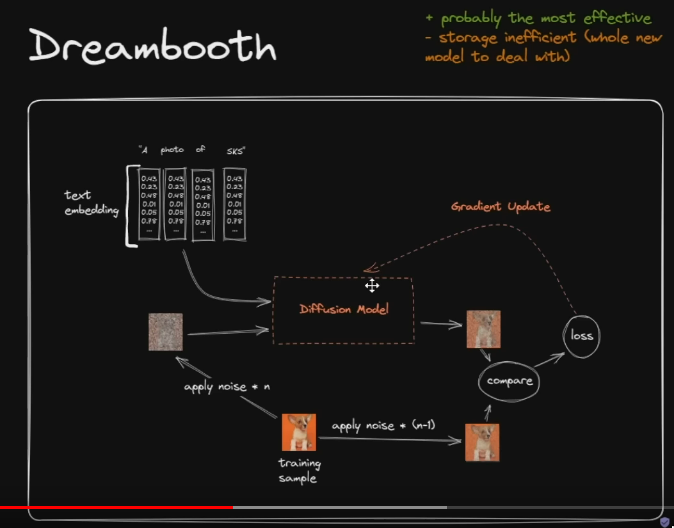 Dreambooth
+ probably the most effective
- storage inefficient (whole new
model to deal with)
"A photo of SKS"
text
embedding
0.43 0.43 0.43 0.43
0.23 0.23 0.23 0.23
0.48 0.48 0.48 0.48
0.01 0.01 0.01 0.01
0.05 0.05 0.05 0.05
0.78 0.78 0.78 0.78
... ... ... ...
Gradient Update
Diffusion Model
loss
compare
apply noise * n
apply noise * (n-1)
training
sample